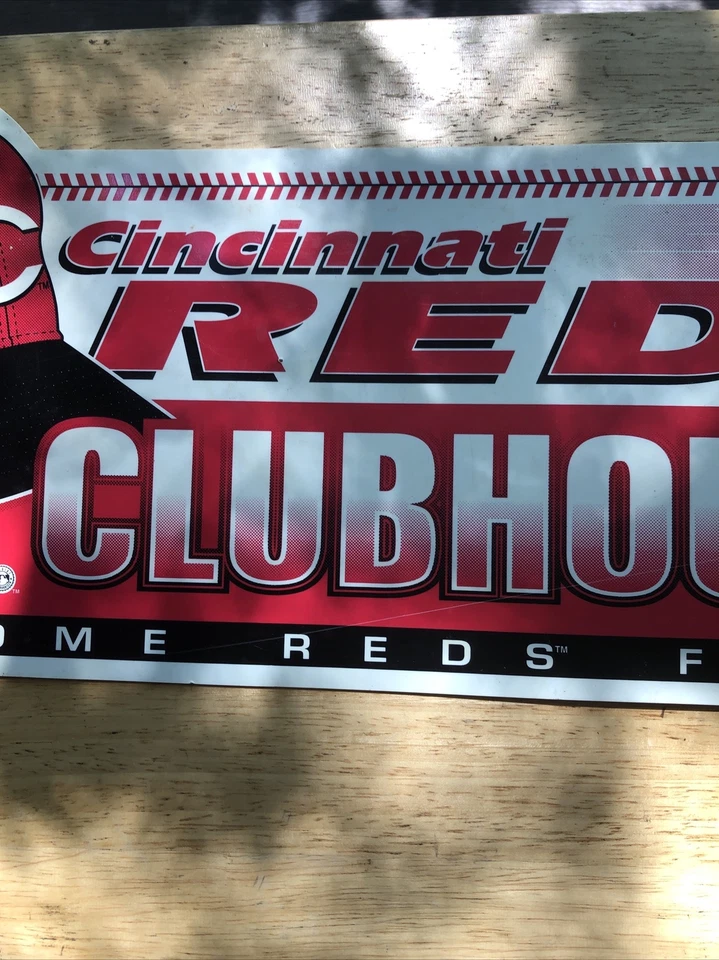 C
Cincinnati
RED
CLUBHOU
OME REDS™ F